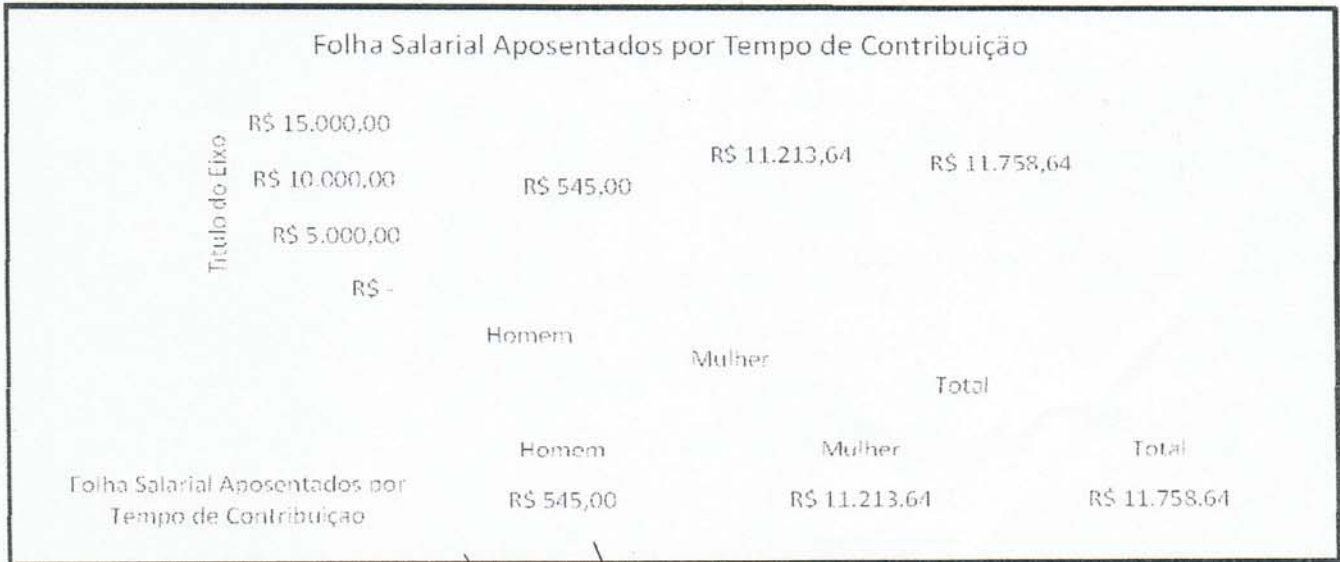 Folha Salarial Aposentados por Tempo de Contribuição
R$ 15.000,00
R$ 10.000,00
R$ 5.000,00
R$ -
Titulo do Eixo
R$ 545,00
R$ 11.213,64
R$ 11.758,64
Homem
Mulher
Total
Homem Mulher Total
Folha Salarial Aposentados por
Tempo de Contribuição
R$ 545,00 R$ 11.213,64 R$ 11.758,64